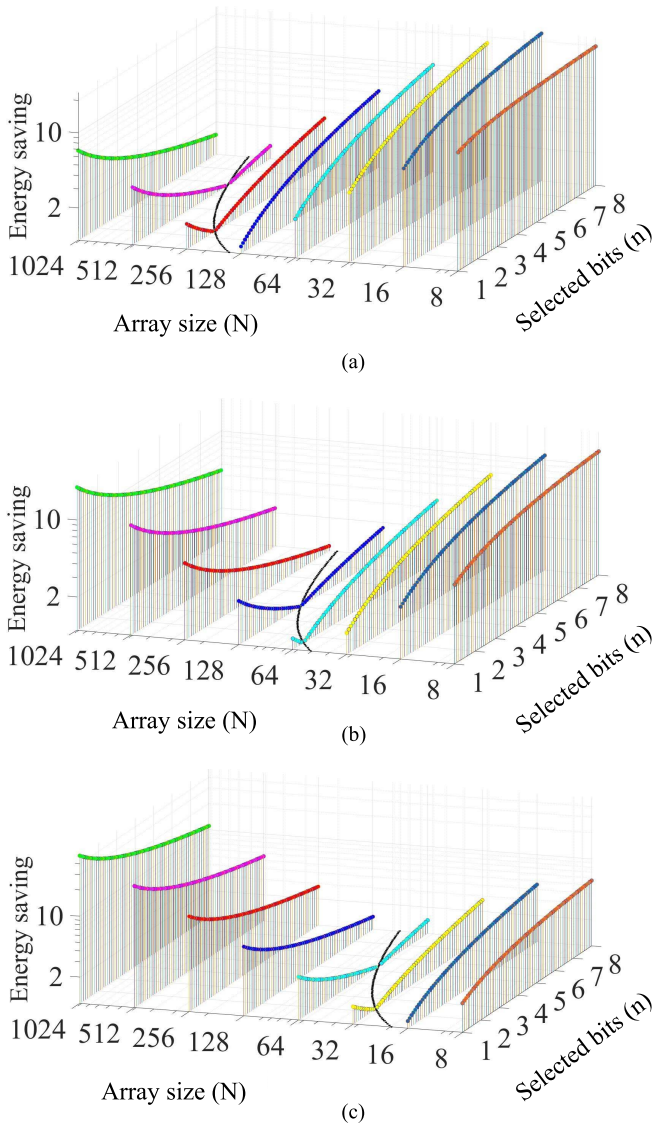 Energy saving
10
2
1024 512 256 128 64 32 16 8
1 2 3 4 5 6 7 8
Array size (N)
Selected bits (n)
(a)
Energy saving
10
2
1024 512 256 128 64 32 16 8
1 2 3 4 5 6 7 8
Array size (N)
Selected bits (n)
(b)
Energy saving
10
2
1024 512 256 128 64 32 16 8
1 2 3 4 5 6 7 8
Array size (N)
Selected bits (n)
(c)